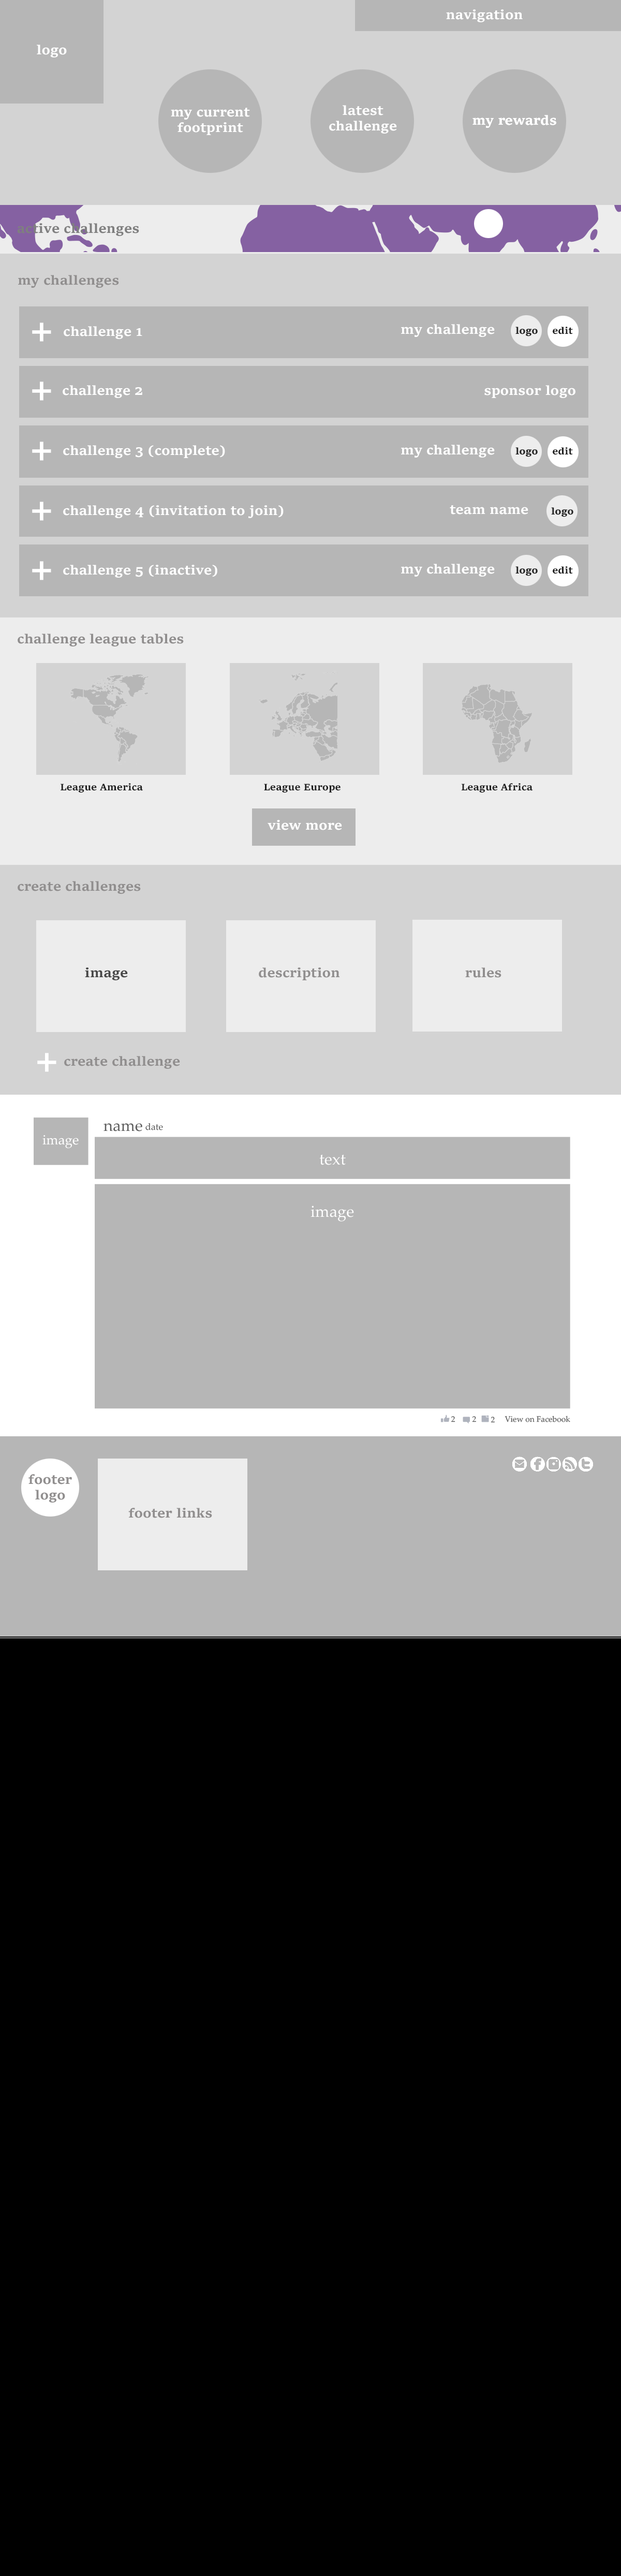 navigation
logo
my current
footprint
latest
challenge
my rewards
active challenges
my challenges
challenge 1 my challenge logo edit
challenge 2 sponsor logo
challenge 3 (complete) my challenge logo edit
challenge 4 (invitation to join) team name logo
challenge 5 (inactive) my challenge logo edit
challenge league tables
League America League Europe League Africa
view more
create challenges
image description rules
create challenge
name date
image
text
image
2 2 2 View on Facebook
footer
logo
footer links